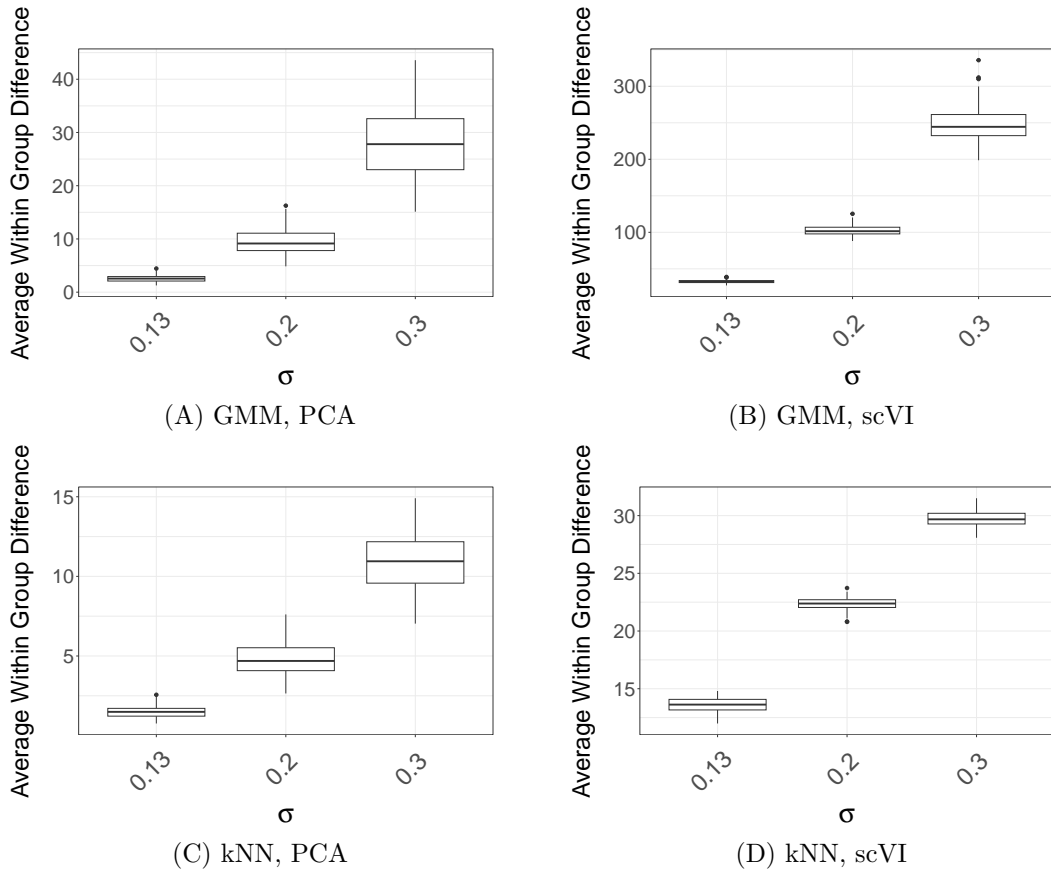 Average Within Group Difference
40
30
20
10
0
0.13
0.2
0.3
σ
(A) GMM, PCA
Average Within Group Difference
300
200
100
0.13
0.2
0.3
σ
(B) GMM, scVI
Average Within Group Difference
15
10
5
0.13
0.2
0.3
σ
(C) kNN, PCA
Average Within Group Difference
30
25
20
15
0.13
0.2
0.3
σ
(D) kNN, scVI